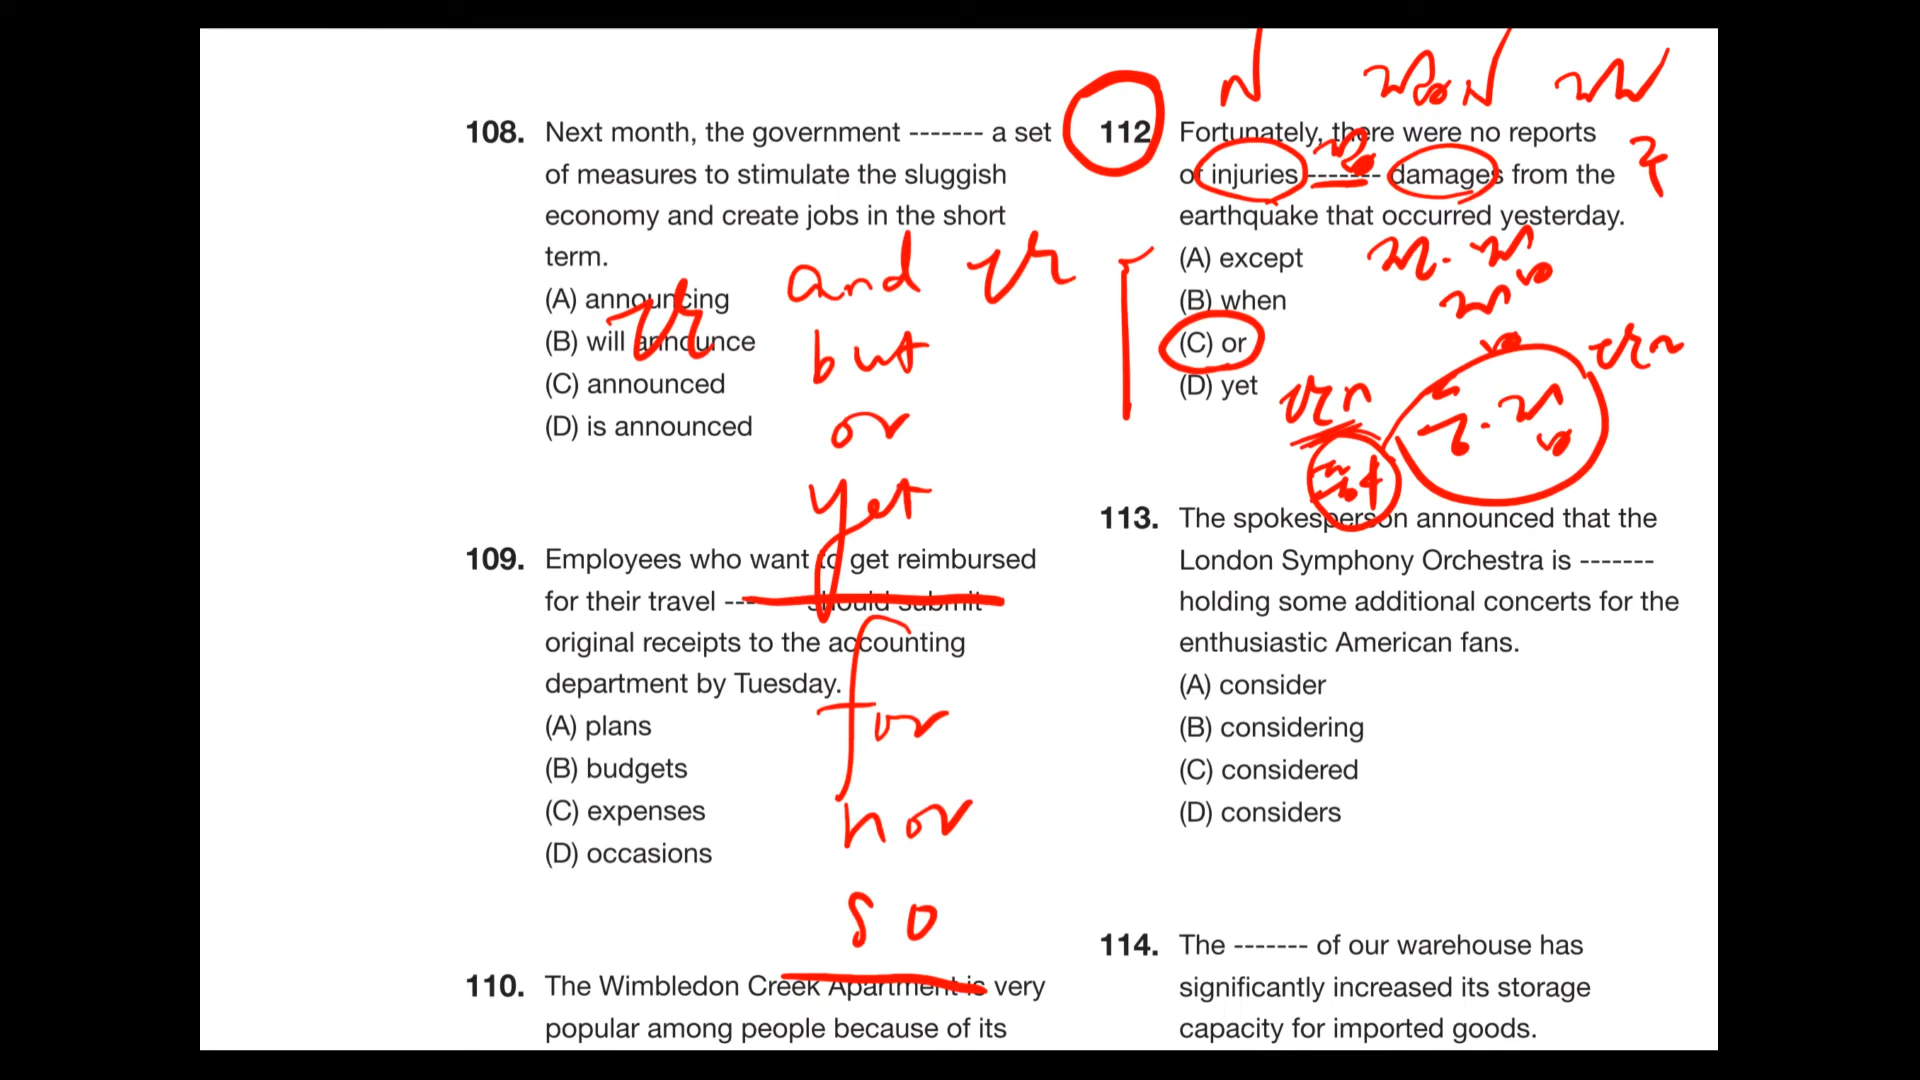 108. Next month, the government ------- a set
of measures to stimulate the sluggish
economy and create jobs in the short
term.
(A) announcing
(B) will announce
(C) announced
(D) is announced
109. Employees who want to get reimbursed
for their travel ------- should submit
original receipts to the accounting
department by Tuesday.
(A) plans
(B) budgets
(C) expenses
(D) occasions
110. The Wimbledon Creek Apartment is very
popular among people because of its
and
but
or
yet
for
nor
so
112 Fortunately, there were no reports
of injuries ------- damages from the
earthquake that occurred yesterday.
(A) except
(B) when
(C) or
(D) yet
113. The spokesperson announced that the
London Symphony Orchestra is -------
holding some additional concerts for the
enthusiastic American fans.
(A) consider
(B) considering
(C) considered
(D) considers
114. The ------- of our warehouse has
significantly increased its storage
capacity for imported goods.